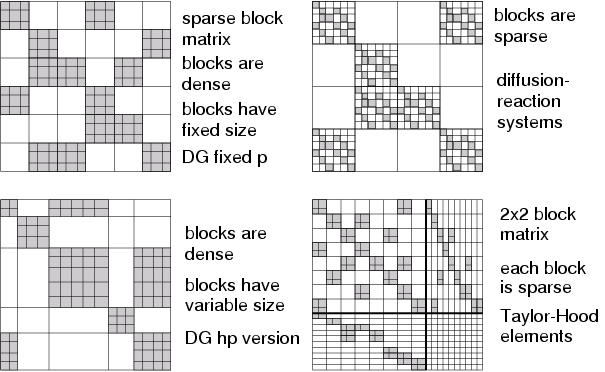 sparse block
matrix
blocks are
dense
blocks have
fixed size
DG fixed p
blocks are
sparse
diffusion-
reaction
systems
blocks are
dense
blocks have
variable size
DG hp version
2x2 block
matrix
each block
is sparse
Taylor-Hood
elements